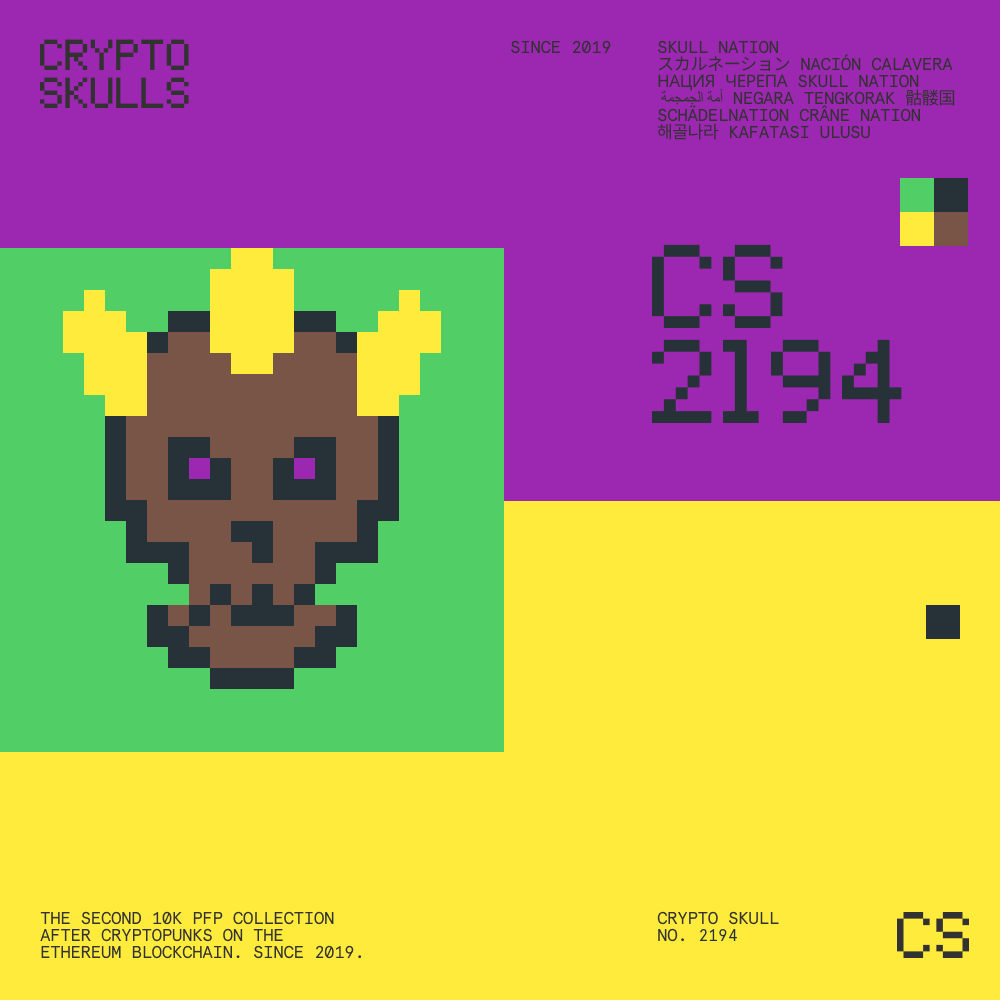 CRYPTO
SKULLS
SINCE 2019
SKULL NATION
スカルネーション NACIÓN CALAVERA
НАЦИЯ ЧЕРЕПА SKULL NATION
أمة الجمجمة NEGARA TENGKORAK 骷髅国
SCHÄDELNATION CRÂNE NATION
해골나라 KAFATASI ULUSU
CS
2194
THE SECOND 10K PFP COLLECTION
AFTER CRYPTOPUNKS ON THE
ETHEREUM BLOCKCHAIN. SINCE 2019.
CRYPTO SKULL
NO. 2194
CS